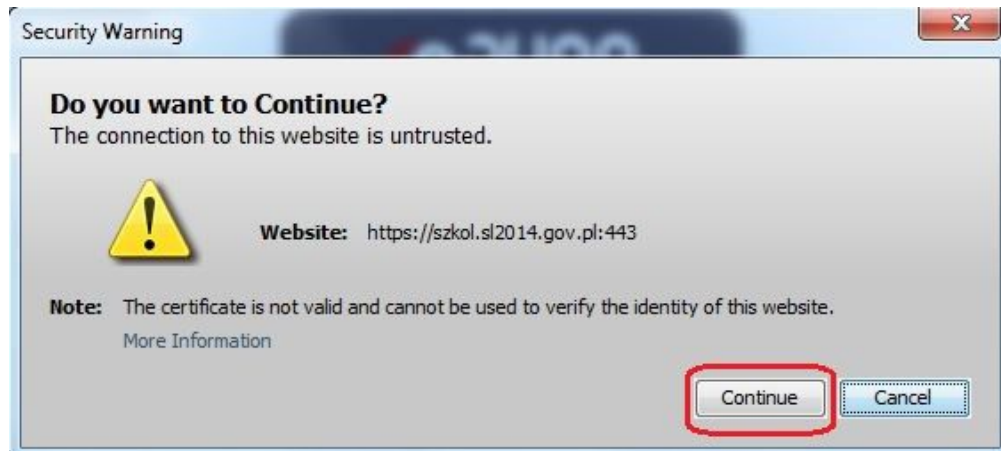 Security Warning
Do you want to Continue?
The connection to this website is untrusted.
Website: https://szkol.sl2014.gov.pl:443
Note: The certificate is not valid and cannot be used to verify the identity of this website.
More Information
Continue Cancel